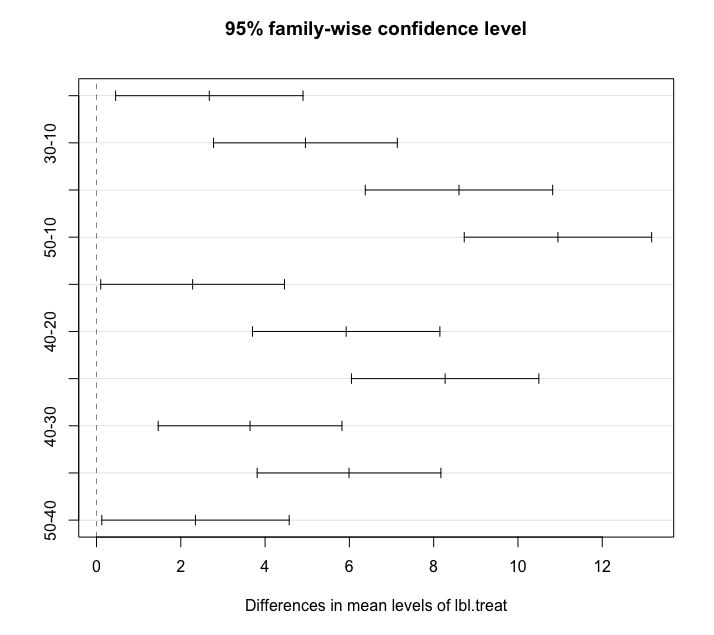 95% family-wise confidence level
30-10
50-10
40-20
40-30
50-40
0 2 4 6 8 10 12
Differences in mean levels of lbl.treat